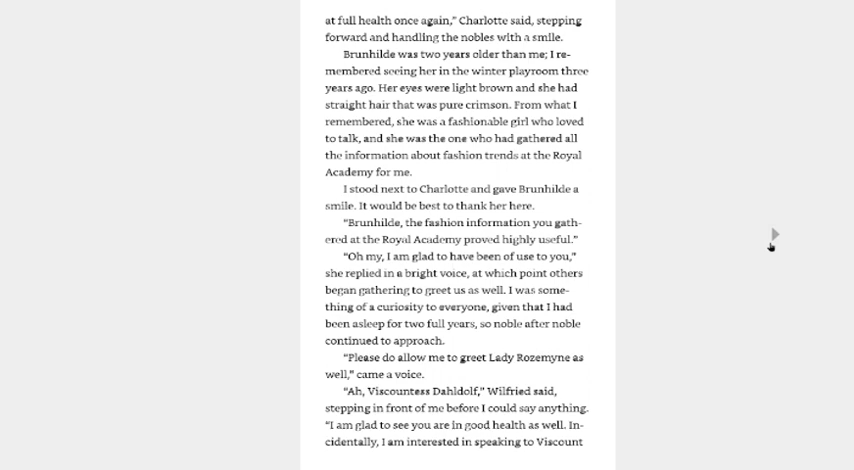 at full health once again,” Charlotte said, stepping
forward and handling the nobles with a smile.
Brunhilde was two years older than me; I re-
membered seeing her in the winter playroom three
years ago. Her eyes were light brown and she had
straight hair that was pure crimson. From what I
remembered, she was a fashionable girl who loved
to talk, and she was the one who had gathered all
the information about fashion trends at the Royal
Academy for me.
I stood next to Charlotte and gave Brunhilde a
smile. It would be best to thank her here.
“Brunhilde, the fashion information you gath-
ered at the Royal Academy proved highly useful.”
“Oh my, I am glad to have been of use to you,”
she replied in a bright voice, at which point others
began gathering to greet us as well. I was some-
thing of a curiosity to everyone, given that I had
been asleep for two full years, so noble after noble
continued to approach.
“Please do allow me to greet Lady Rozemyne as
well,” came a voice.
“Ah, Viscountess Dahldolf,” Wilfried said,
stepping in front of me before I could say anything.
“I am glad to see you are in good health as well. In-
cidentally, I am interested in speaking to Viscount